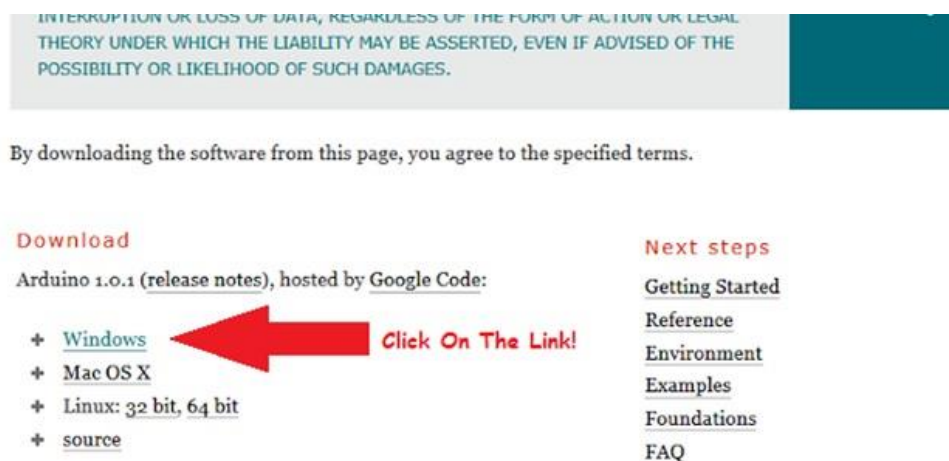 INTERRUPTION OR LOSS OF DATA, REGARDLESS OF THE FORM OF ACTION OR LEGAL
THEORY UNDER WHICH THE LIABILITY MAY BE ASSERTED, EVEN IF ADVISED OF THE
POSSIBILITY OR LIKELIHOOD OF SUCH DAMAGES.
By downloading the software from this page, you agree to the specified terms.
Download
Arduino 1.0.1 (release notes), hosted by Google Code:
Windows
Click On The Link!
Mac OS X
Linux: 32 bit, 64 bit
source
Next steps
Getting Started
Reference
Environment
Examples
Foundations
FAQ